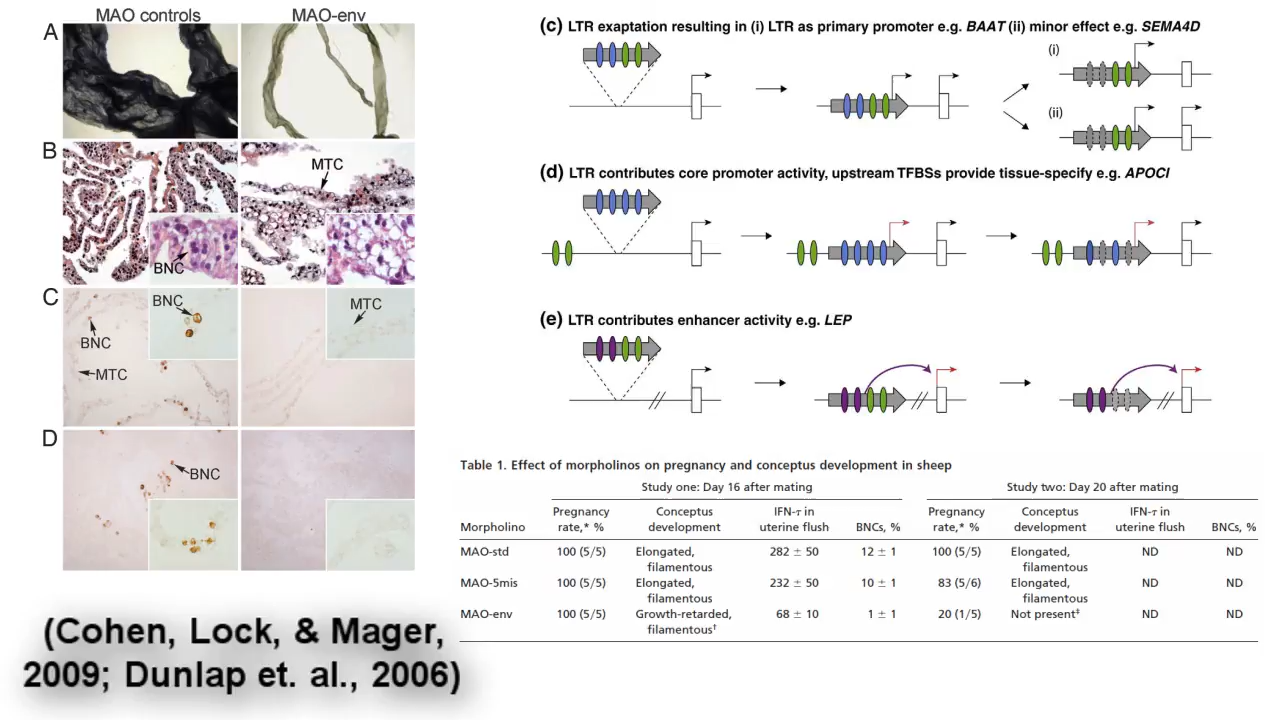 MAO controls MAO-env
A
B
MTC
BNC
C
BNC
MTC
BNC
MTC
D
BNC
(Cohen, Lock, & Mager,
2009; Dunlap et. al., 2006)
(c) LTR exaptation resulting in (i) LTR as primary promoter e.g. BAAT (ii) minor effect e.g. SEMA4D
(i)
(ii)
(d) LTR contributes core promoter activity, upstream TFBSs provide tissue-specify e.g. APOCI
(e) LTR contributes enhancer activity e.g. LEP
Table 1. Effect of morpholinos on pregnancy and conceptus development in sheep
Study one: Day 16 after mating Study two: Day 20 after mating
Pregnancy Conceptus IFN-τ in Pregnancy Conceptus IFN-τ in
Morpholino rate,* % development uterine flush BNCs, % rate,* % development uterine flush BNCs, %
MAO-std 100 (5/5) Elongated, 282 ± 50 12 ± 1 100 (5/5) Elongated, ND ND
filamentous filamentous
MAO-5mis 100 (5/5) Elongated, 232 ± 50 10 ± 1 83 (5/6) Elongated, ND ND
filamentous filamentous
MAO-env 100 (5/5) Growth-retarded, 68 ± 10 1 ± 1 20 (1/5) Not present‡ ND ND
filamentous†